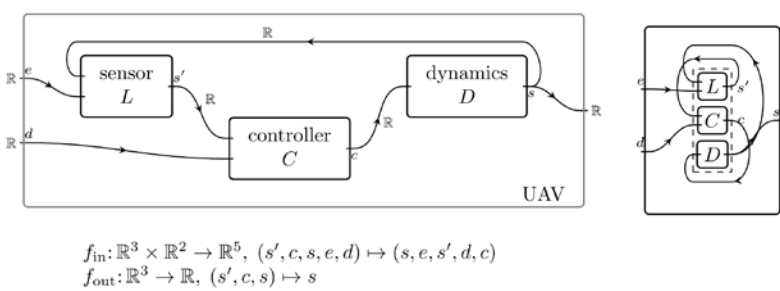 ℝ
ℝ e sensor s′ dynamics
L ℝ D s ℝ
ℝ
ℝ d controller
C c
UAV
e L s′
C c s
d D
f_in: ℝ³ × ℝ² → ℝ⁵, (s′, c, s, e, d) ↦ (s, e, s′, d, c)
f_out: ℝ³ → ℝ, (s′, c, s) ↦ s